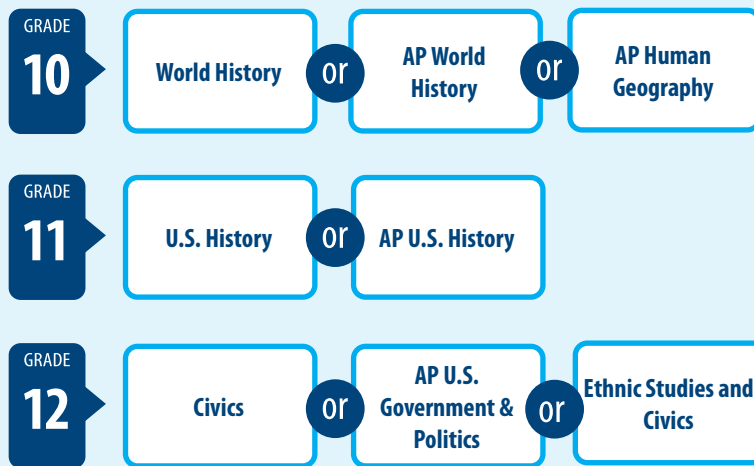 GRADE
10
World History
or
AP World
History
or
AP Human
Geography
GRADE
11
U.S. History
or
AP U.S. History
GRADE
12
Civics
or
AP U.S.
Government &
Politics
or
Ethnic Studies and
Civics